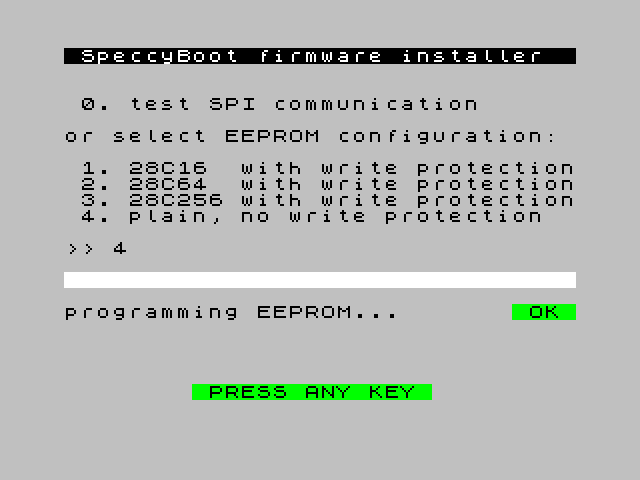 SpeccyBoot firmware installer
0. test SPI communication
or select EEPROM configuration:
1. 28C16 with write protection
2. 28C64 with write protection
3. 28C256 with write protection
4. plain, no write protection
>> 4
programming EEPROM... OK
PRESS ANY KEY